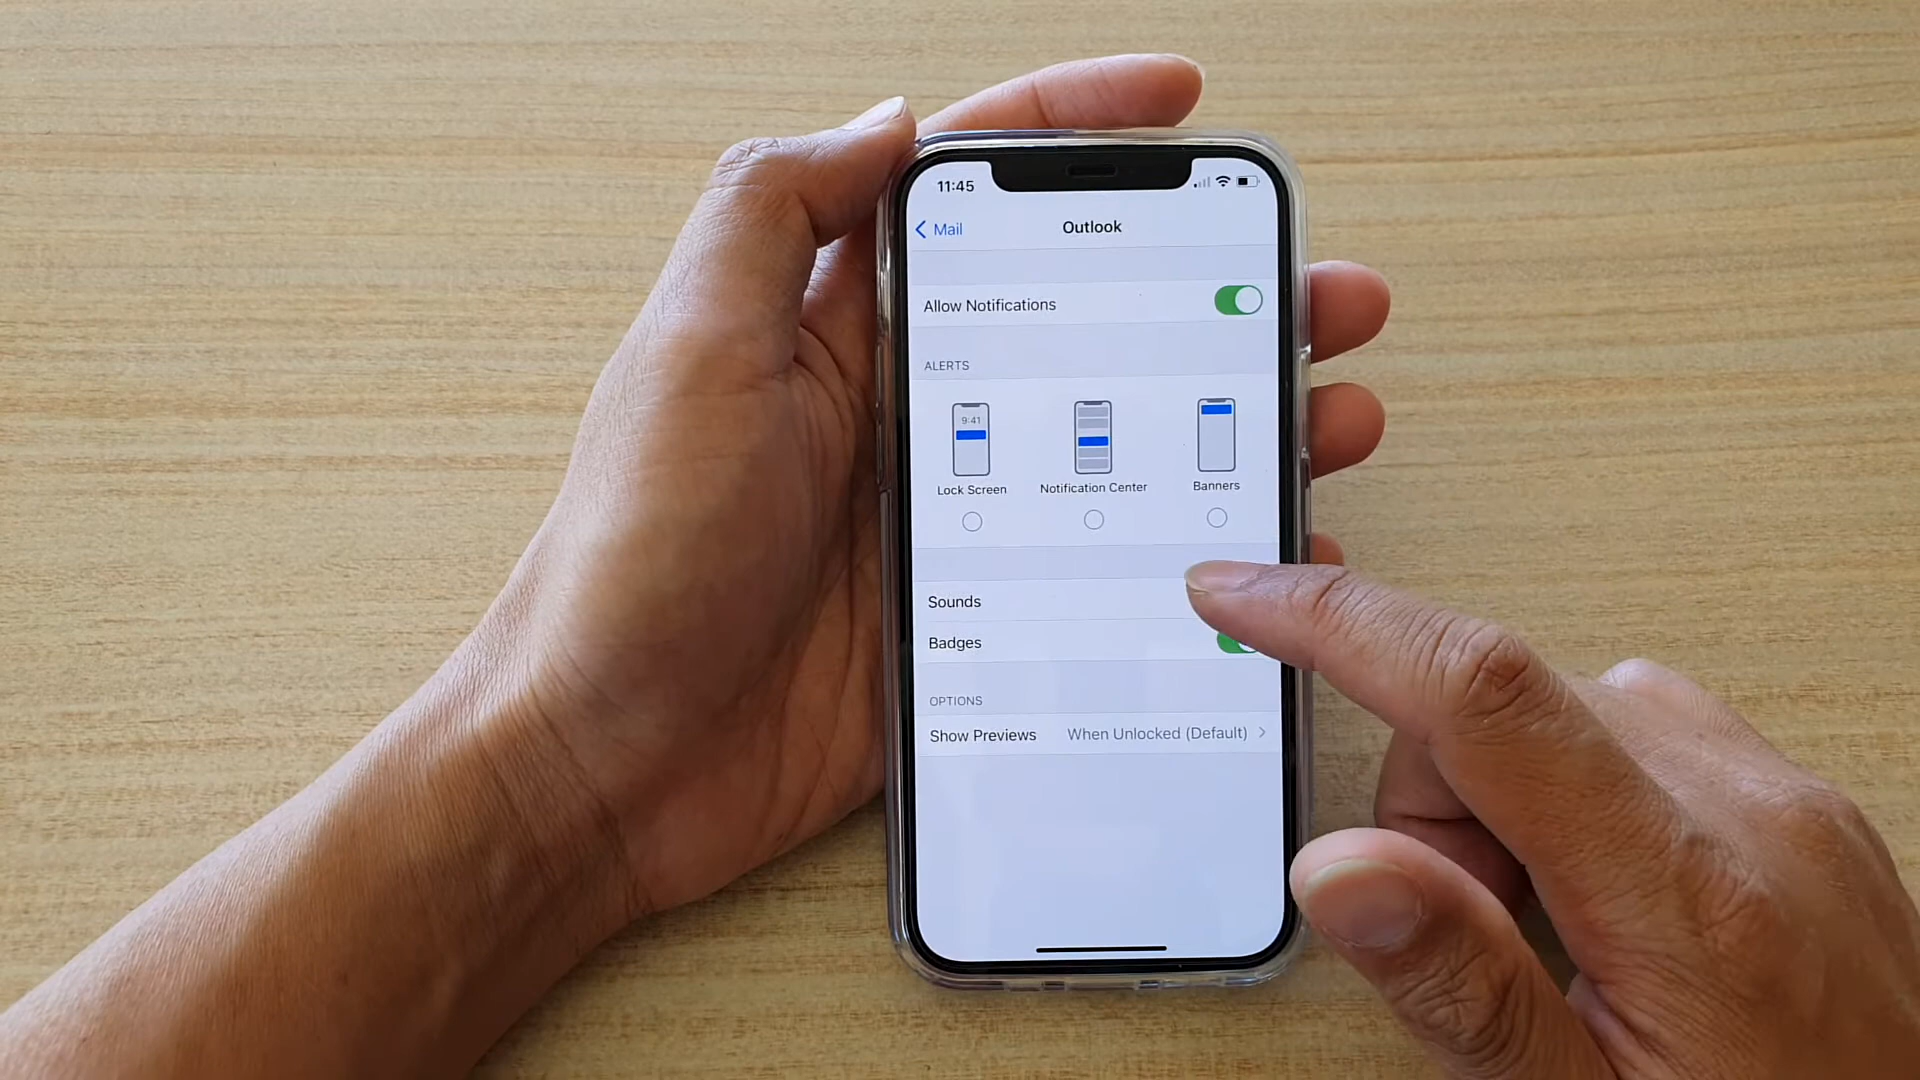 11:45
Mail
Outlook
Allow Notifications
ALERTS
9:41
Lock Screen
Notification Center
Banners
Sounds
Badges
OPTIONS
Show Previews When Unlocked (Default)